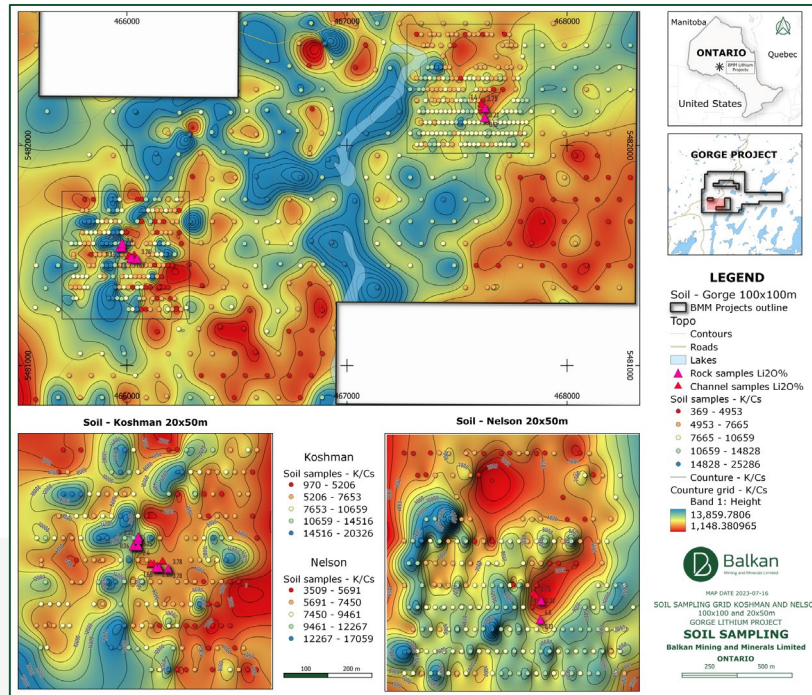 466000
467000
468000
5482000
5482000
5481000
5481000
466000
467000
468000
Soil - Koshman 20x50m
Soil - Nelson 20x50m
Koshman
Soil samples - K/Cs
970 - 5206
5206 - 7653
7653 - 10659
10659 - 14516
14516 - 20326
Nelson
Soil samples - K/Cs
3509 - 5691
5691 - 7450
7450 - 9461
9461 - 12267
12267 - 17059
100
200 m
Manitoba
ONTARIO
Quebec
BMM Lithium
Projects
United States
GORGE PROJECT
LEGEND
Soil - Gorge 100x100m
BMM Projects outline
Topo
Contours
Roads
Lakes
Rock samples Li2O%
Channel samples Li2O%
Soil samples - K/Cs
369 - 4953
4953 - 7665
7665 - 10659
10659 - 14828
14828 - 25286
Counture - K/Cs
Counture grid - K/Cs
Band 1: Height
13,859.7806
1,148.380965
Balkan
Mining and Minerals Limited
MAP DATE 2023-07-16
SOIL SAMPLING GRID KOSHMAN AND NELSO
100x100 and 20x50m
GORGE LITHIUM PROJECT
SOIL SAMPLING
Balkan Mining and Minerals Limited
ONTARIO
250
500 m